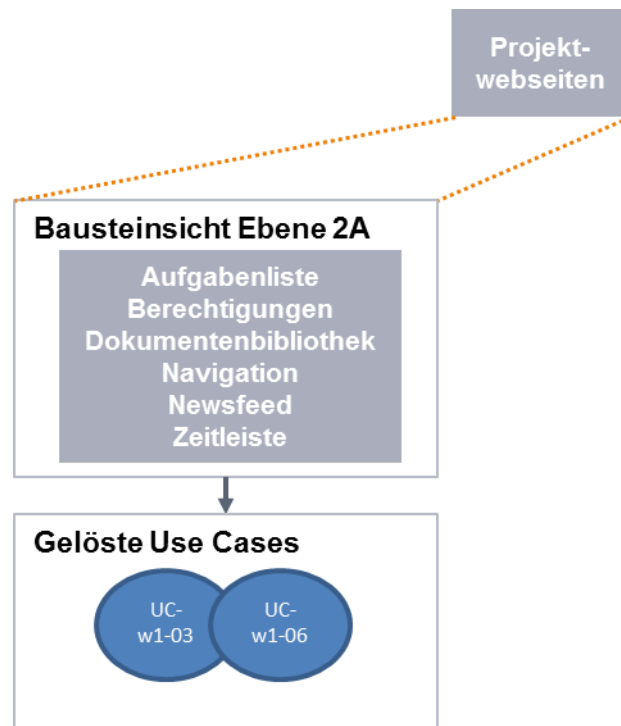 Projekt-
webseiten
Bausteinsicht Ebene 2A
Aufgabenliste
Berechtigungen
Dokumentenbibliothek
Navigation
Newsfeed
Zeitleiste
Gelöste Use Cases
UC-
w1-03
UC-
w1-06